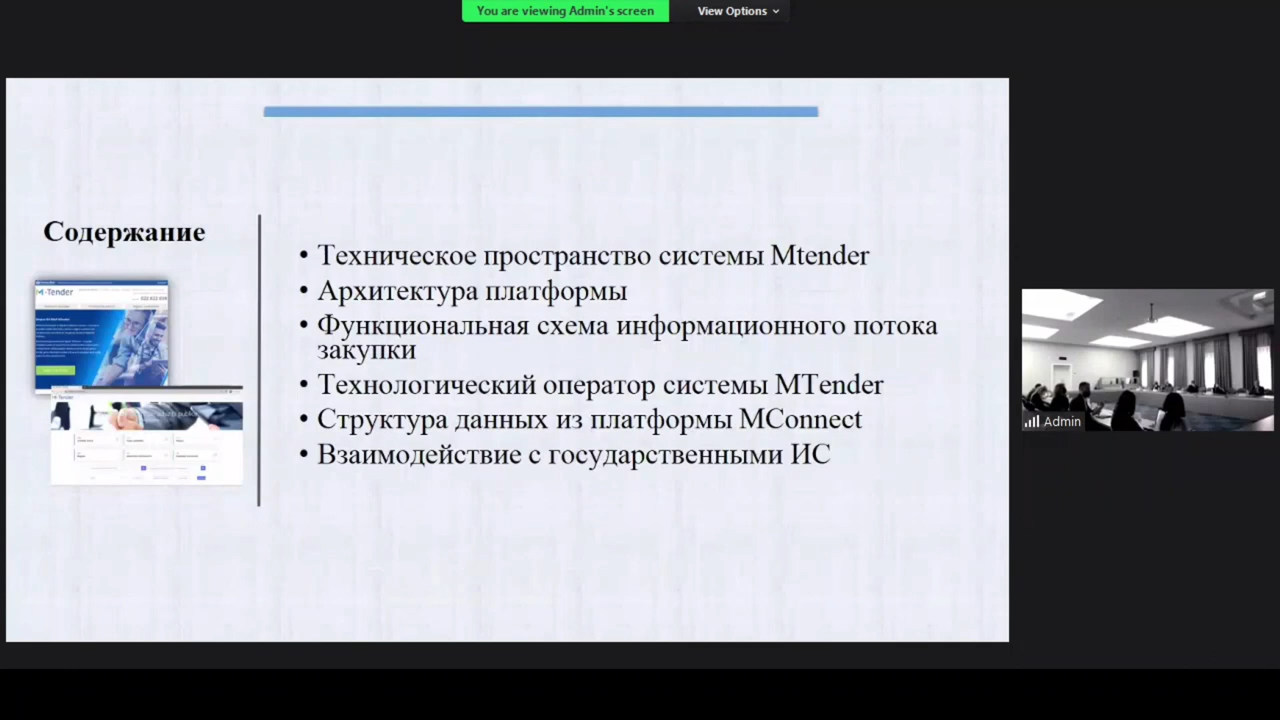 You are viewing Admin's screen
View Options
Содержание
• Техническое пространство системы Mtender
• Архитектура платформы
• Функциональная схема информационного потока
закупки
• Технологический оператор системы MTender
• Структура данных из платформы MConnect
• Взаимодействие с государственными ИС
M-Tender
Admin